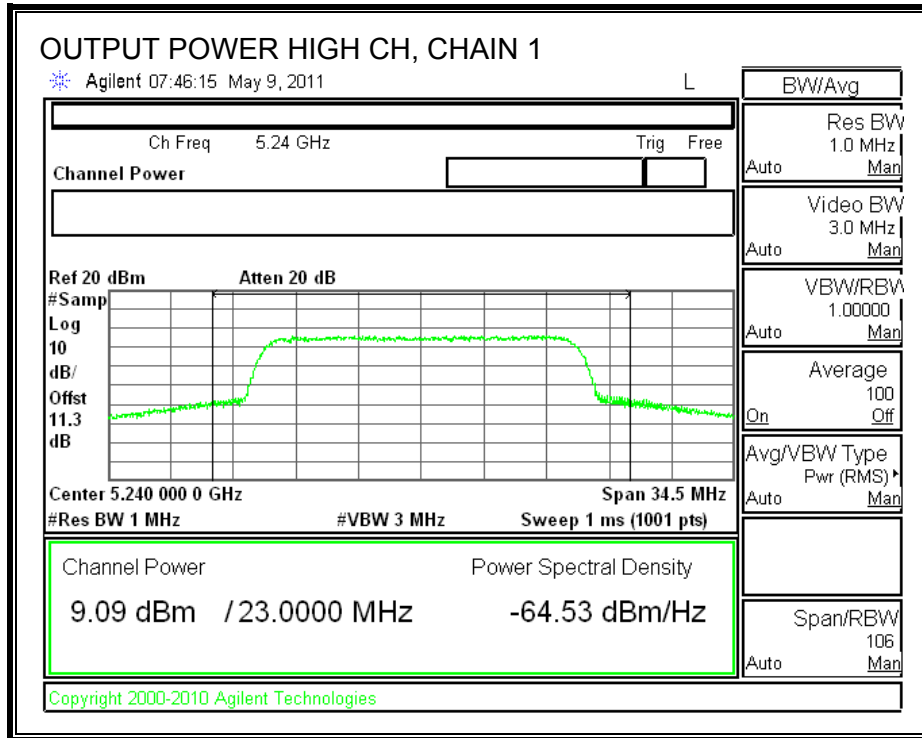 OUTPUT POWER HIGH CH, CHAIN 1
Agilent 07:46:15 May 9, 2011 L
Ch Freq 5.24 GHz Trig Free
Channel Power
Ref 20 dBm Atten 20 dB
#Samp
Log
10
dB/
Offst
11.3
dB
Center 5.240 000 0 GHz Span 34.5 MHz
#Res BW 1 MHz #VBW 3 MHz Sweep 1 ms (1001 pts)
Channel Power Power Spectral Density
9.09 dBm / 23.0000 MHz -64.53 dBm/Hz
Copyright 2000-2010 Agilent Technologies
BW/Avg
Res BW
1.0 MHz
Auto Man
Video BW
3.0 MHz
Auto Man
VBW/RBW
1.00000
Auto Man
Average
100
On Off
Avg/VBW Type
Pwr (RMS)
Auto Man
Span/RBW
106
Auto Man